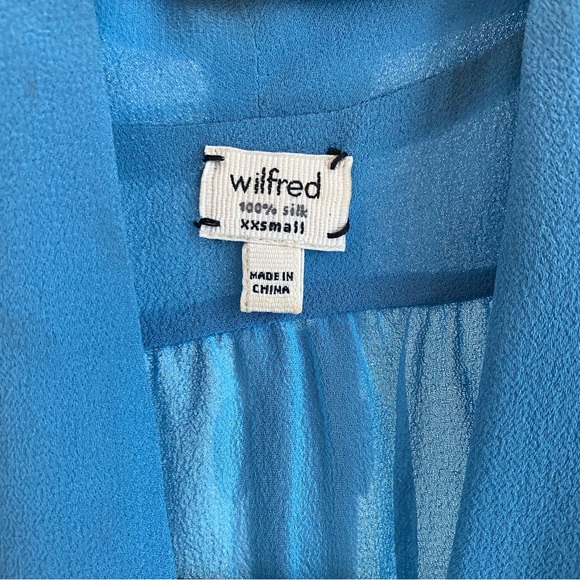 wilfred
100% silk
xxsmall
MADE IN
CHINA